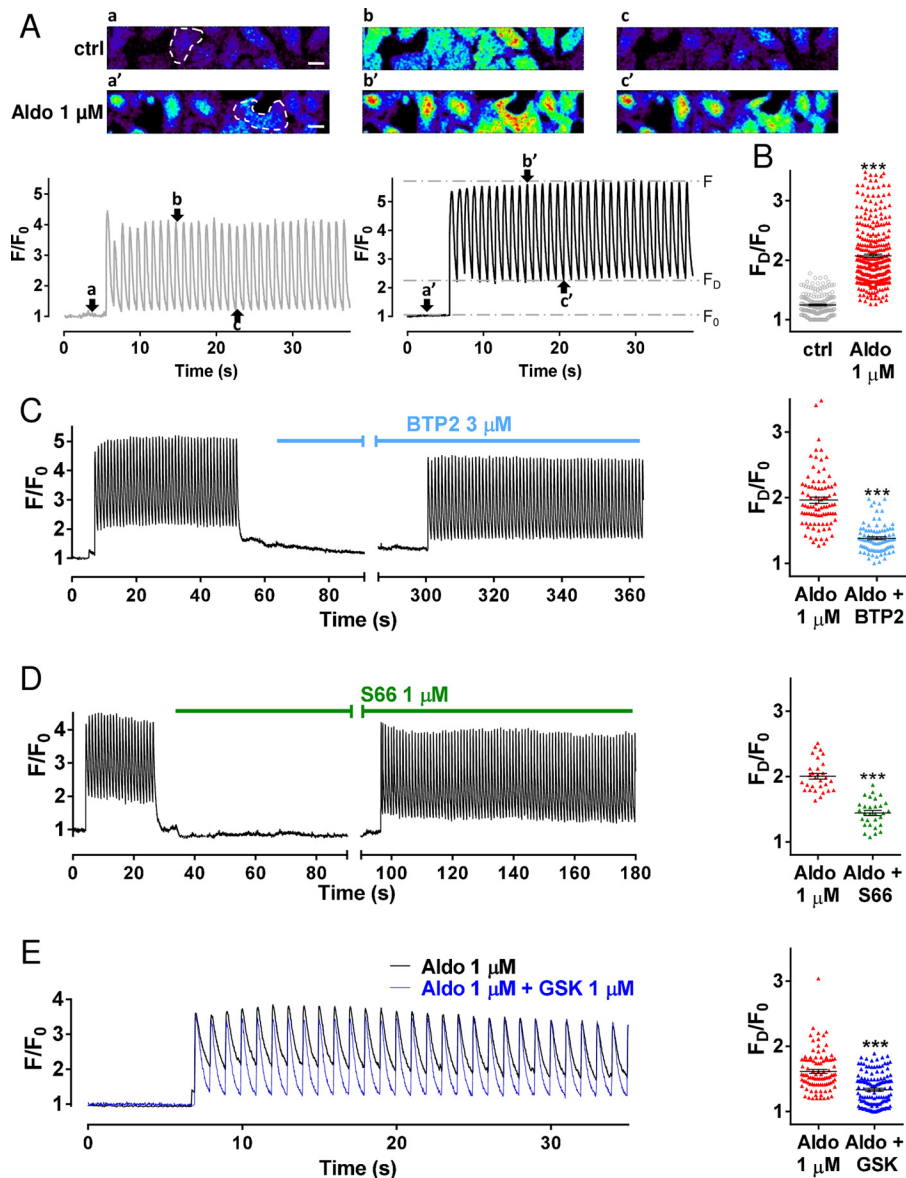 A
a
b
c
ctrl
a'
b'
c'
Aldo 1 µM
F/F0
5
4
3
2
1
a
b
c
0
10
20
30
Time (s)
F/F0
5
4
3
2
1
a'
b'
c'
F
FD
F0
0
10
20
30
Time (s)
B
FD/F0
3
2
1
***
ctrl
Aldo
1 μM
C
BTP2 3 μM
F/F0
5
4
3
2
1
0
20
40
60
80
300
320
340
360
Time (s)
FD/F0
3
2
1
***
Aldo
1 μM
Aldo +
BTP2
D
S66 1 μM
F/F0
4
3
2
1
0
20
40
60
80
100
120
140
160
180
Time (s)
FD/F0
3
2
1
***
Aldo
1 μM
Aldo +
S66
E
Aldo 1 μM
Aldo 1 μM + GSK 1 μM
F/F0
4
3
2
1
0
10
20
30
Time (s)
FD/F0
3
2
1
***
Aldo
1 μM
Aldo +
GSK